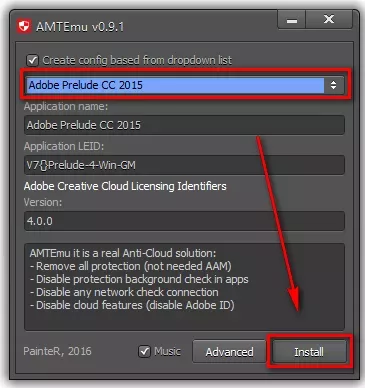 AMTEmu v0.9.1
Create config based from dropdown list
Adobe Prelude CC 2015
Application name:
Adobe Prelude CC 2015
Application LEID:
V7{}Prelude-4-Win-GM
Adobe Creative Cloud Licensing Identifiers
Version:
4.0.0
AMTEmu it is a real Anti-Cloud solution:
- Remove all protection (not needed AAM)
- Disable protection background check in apps
- Disable any network check connection
- Disable cloud features (disable Adobe ID)
PainteR, 2016 Music Advanced Install